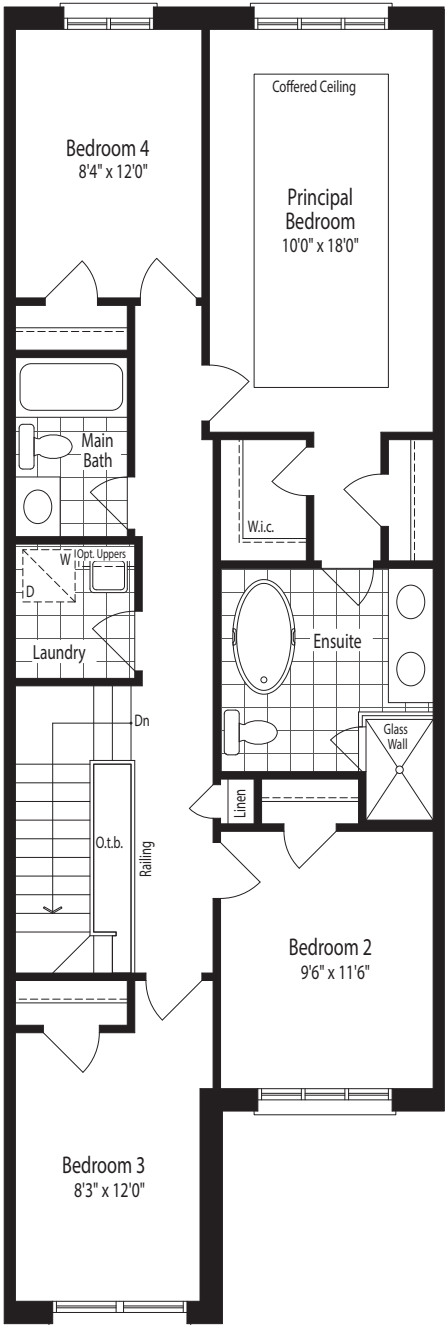 Coffered Ceiling
Bedroom 4
8'4" x 12'0"
Principal
Bedroom
10'0" x 18'0"
Main
Bath
W.i.c.
W
Opt. Uppers
D
Laundry
Ensuite
Dn
Glass
Wall
Linen
O.t.b.
Railing
Bedroom 2
9'6" x 11'6"
Bedroom 3
8'3" x 12'0"